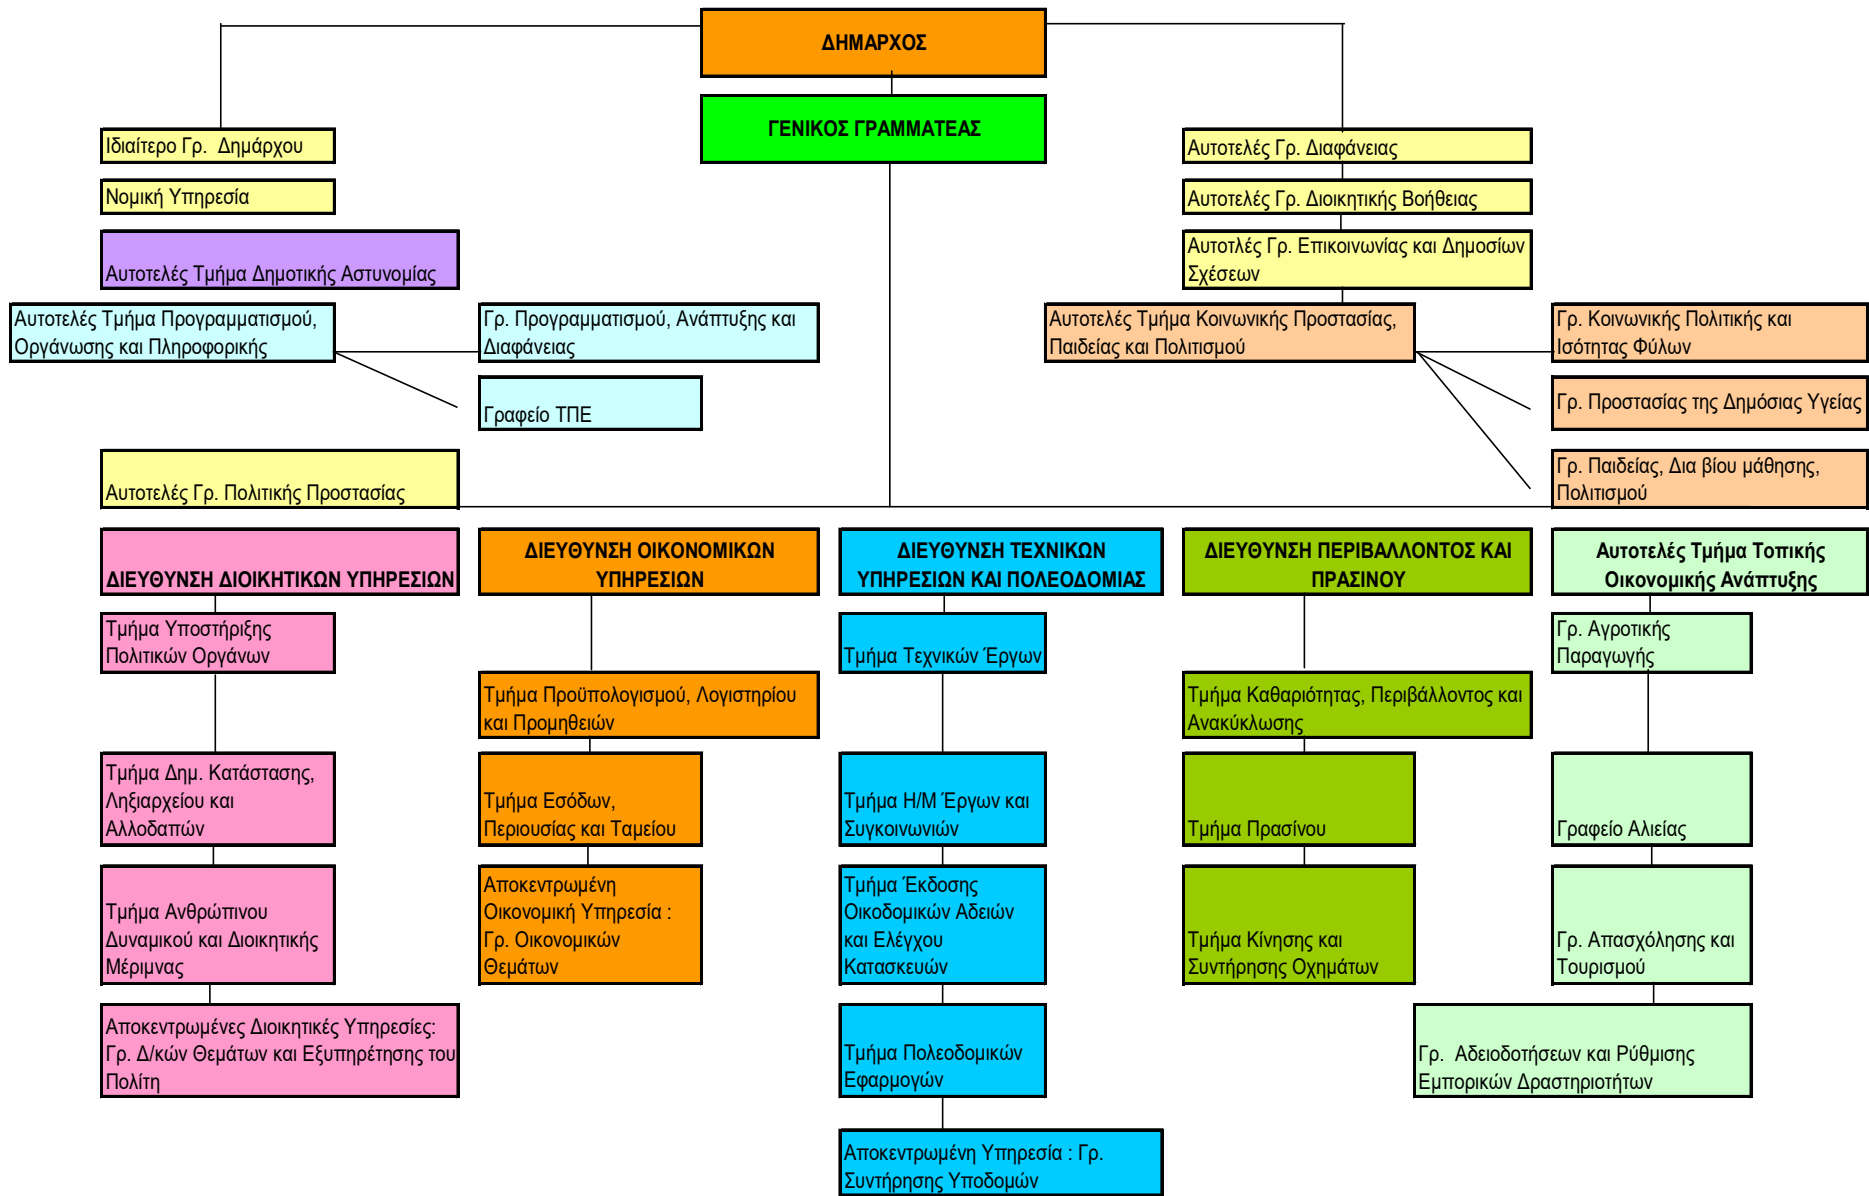 ΔΗΜΑΡΧΟΣ
ΓΕΝΙΚΟΣ ΓΡΑΜΜΑΤΕΑΣ
Ιδιαίτερο Γρ. Δημάρχου
Νομική Υπηρεσία
Αυτοτελές Τμήμα Δημοτικής Αστυνομίας
Αυτοτελές Γρ. Διαφάνειας
Αυτοτελές Γρ. Διοικητικής Βοήθειας
Αυτοτλές Γρ. Επικοινωνίας και Δημοσίων
Σχέσεων
Αυτοτελές Τμήμα Προγραμματισμού,
Οργάνωσης και Πληροφορικής
Γρ. Προγραμματισμού, Ανάπτυξης και
Διαφάνειας
Γραφείο ΤΠΕ
Αυτοτελές Τμήμα Κοινωνικής Προστασίας,
Παιδείας και Πολιτισμού
Γρ. Κοινωνικής Πολιτικής και
Ισότητας Φύλων
Γρ. Προστασίας της Δημόσιας Υγείας
Γρ. Παιδείας, Δια βίου μάθησης,
Πολιτισμού
Αυτοτελές Γρ. Πολιτικής Προστασίας
ΔΙΕΥΘΥΝΣΗ ΔΙΟΙΚΗΤΙΚΩΝ ΥΠΗΡΕΣΙΩΝ
Τμήμα Υποστήριξης
Πολιτικών Οργάνων
Τμήμα Δημ. Κατάστασης,
Ληξιαρχείου και
Αλλοδαπών
Τμήμα Ανθρώπινου
Δυναμικού και Διοικητικής
Μέριμνας
Αποκεντρωμένες Διοικητικές Υπηρεσίες:
Γρ. Δ/κών Θεμάτων και Εξυπηρέτησης του
Πολίτη
ΔΙΕΥΘΥΝΣΗ ΟΙΚΟΝΟΜΙΚΩΝ
ΥΠΗΡΕΣΙΩΝ
Τμήμα Προϋπολογισμού, Λογιστηρίου
και Προμηθειών
Τμήμα Εσόδων,
Περιουσίας και Ταμείου
Αποκεντρωμένη
Οικονομική Υπηρεσία :
Γρ. Οικονομικών
Θεμάτων
ΔΙΕΥΘΥΝΣΗ ΤΕΧΝΙΚΩΝ
ΥΠΗΡΕΣΙΩΝ ΚΑΙ ΠΟΛΕΟΔΟΜΙΑΣ
Τμήμα Τεχνικών Έργων
Τμήμα Η/Μ Έργων και
Συγκοινωνιών
Τμήμα Έκδοσης
Οικοδομικών Αδειών
και Ελέγχου
Κατασκευών
Τμήμα Πολεοδομικών
Εφαρμογών
Αποκεντρωμένη Υπηρεσία : Γρ.
Συντήρησης Υποδομών
ΔΙΕΥΘΥΝΣΗ ΠΕΡΙΒΑΛΛΟΝΤΟΣ ΚΑΙ
ΠΡΑΣΙΝΟΥ
Τμήμα Καθαριότητας, Περιβάλλοντος και
Ανακύκλωσης
Τμήμα Πρασίνου
Τμήμα Κίνησης και
Συντήρησης Οχημάτων
Αυτοτελές Τμήμα Τοπικής
Οικονομικής Ανάπτυξης
Γρ. Αγροτικής
Παραγωγής
Γραφείο Αλιείας
Γρ. Απασχόλησης και
Τουρισμού
Γρ. Αδειοδοτήσεων και Ρύθμισης
Εμπορικών Δραστηριοτήτων